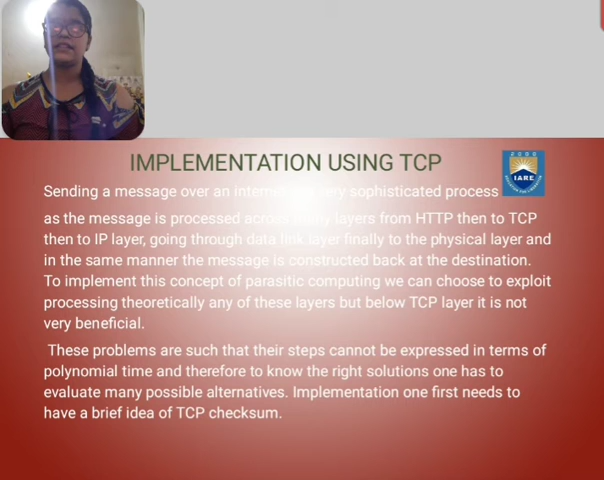 IMPLEMENTATION USING TCP
2000
IARE
Sending a message over an internet is very sophisticated process
as the message is processed across many layers from HTTP then to TCP
then to IP layer, going through data link layer finally to the physical layer and
in the same manner the message is constructed back at the destination.
To implement this concept of parasitic computing we can choose to exploit
processing theoretically any of these layers but below TCP layer it is not
very beneficial.
These problems are such that their steps cannot be expressed in terms of
polynomial time and therefore to know the right solutions one has to
evaluate many possible alternatives. Implementation one first needs to
have a brief idea of TCP checksum.